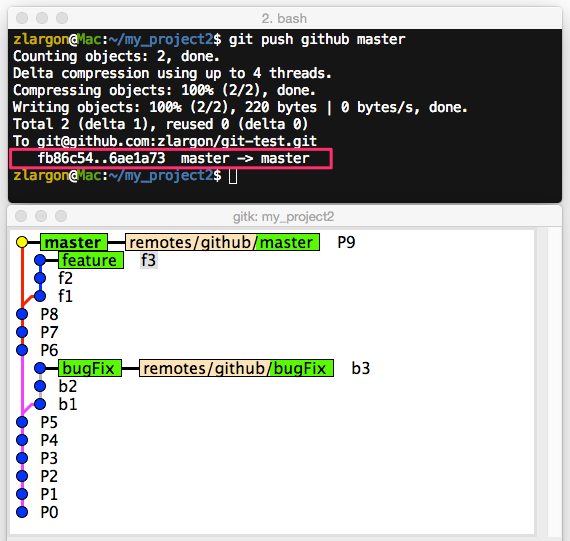 2. bash
zlargon@Mac:~/my_project2$ git push github master
Counting objects: 2, done.
Delta compression using up to 4 threads.
Compressing objects: 100% (2/2), done.
Writing objects: 100% (2/2), 220 bytes | 0 bytes/s, done.
Total 2 (delta 1), reused 0 (delta 0)
To git@github.com:zlargon/git-test.git
fb86c54..6ae1a73  master -> master
zlargon@Mac:~/my_project2$
gitk: my_project2
master remotes/github/master P9
feature f3
f2
f1
P8
P7
P6
bugFix remotes/github/bugFix b3
b2
b1
P5
P4
P3
P2
P1
P0